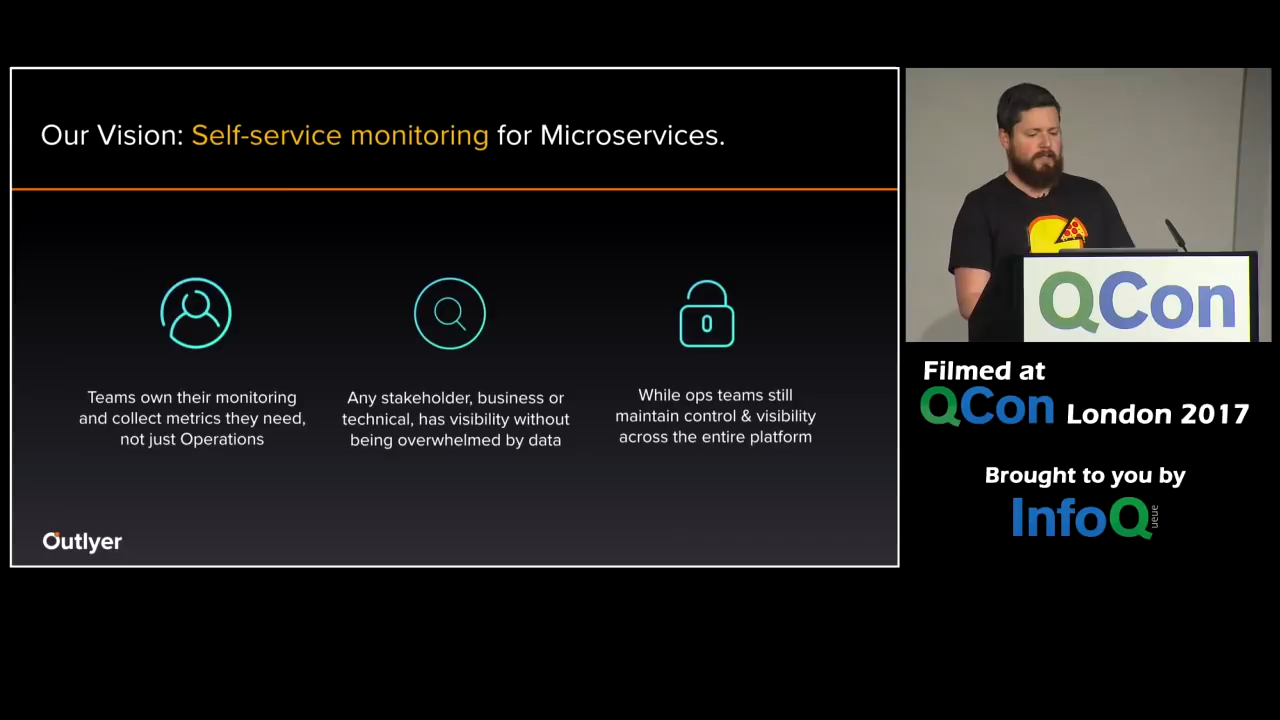 Our Vision: Self-service monitoring for Microservices.
Teams own their monitoring
and collect metrics they need,
not just Operations
Any stakeholder, business or
technical, has visibility without
being overwhelmed by data
While ops teams still
maintain control & visibility
across the entire platform
Outlyer
QCon
Filmed at
QCon London 2017
Brought to you by
InfoQ
ueue